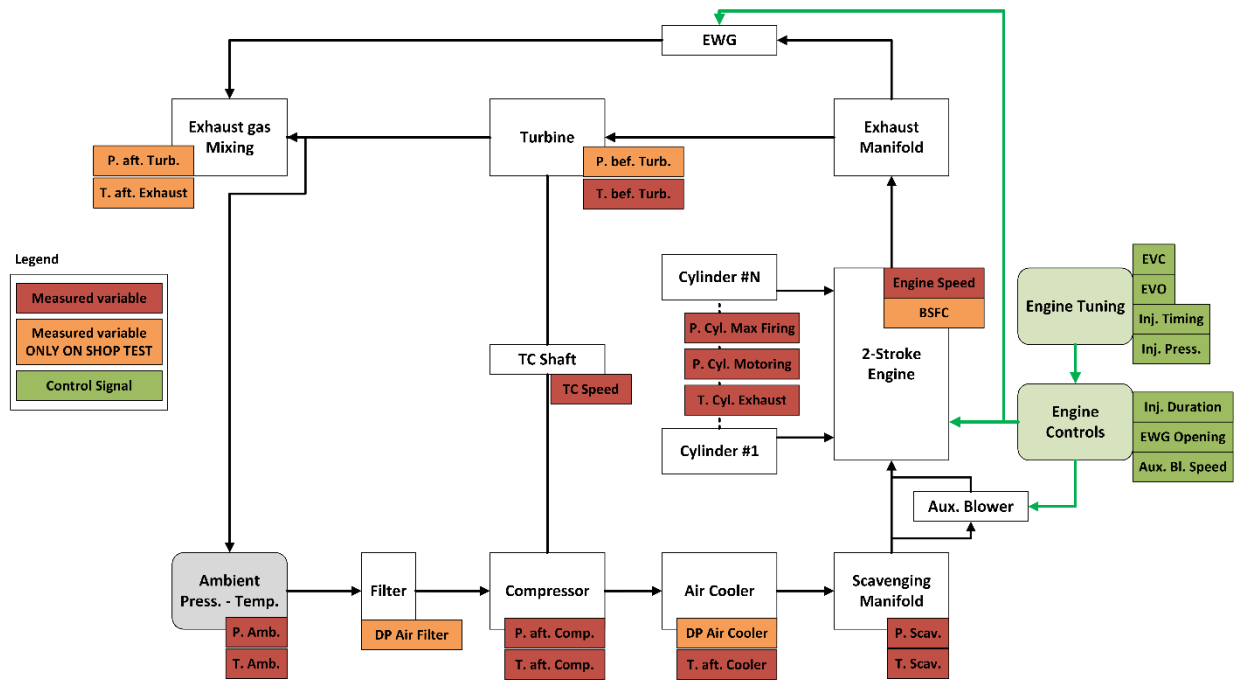 EWG
Exhaust gas
Mixing
P. aft. Turb.
T. aft. Exhaust
Turbine
P. bef. Turb.
T. bef. Turb.
Exhaust
Manifold
Legend
Measured variable
Measured variable
ONLY ON SHOP TEST
Control Signal
Cylinder #N
P. Cyl. Max Firing
P. Cyl. Motoring
T. Cyl. Exhaust
Cylinder #1
Engine Speed
BSFC
2-Stroke
Engine
Engine Tuning
EVC
EVO
Inj. Timing
Inj. Press.
TC Shaft
TC Speed
Engine
Controls
Inj. Duration
EWG Opening
Aux. Bl. Speed
Aux. Blower
Ambient
Press. - Temp.
P. Amb.
T. Amb.
Filter
DP Air Filter
Compressor
P. aft. Comp.
T. aft. Comp.
Air Cooler
DP Air Cooler
T. aft. Cooler
Scavenging
Manifold
P. Scav.
T. Scav.